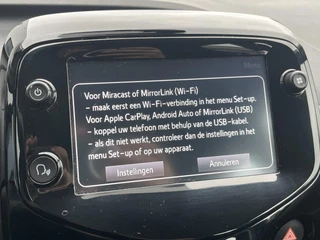 Menu
Voor Miracast of MirrorLink (Wi-Fi)
– maak eerst een Wi-Fi-verbinding in het menu Set-up.
Voor Apple CarPlay, Android Auto of MirrorLink (USB)
– koppel uw telefoon met behulp van de USB-kabel.
– als dit niet werkt, controleer dan de instellingen in het
menu Set-up of op uw apparaat.
Instellingen
Annuleren